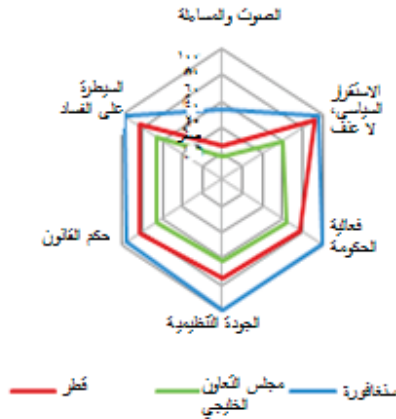 الصوت والمساءلة
الاستقرار
السياسي،
لا عنف
فعالية
الحكومة
الجودة التنظيمية
حكم القانون
السيطرة
على الفساد
١٠٠
قطر
مجلس التعاون
الخليجي
سنغافورة